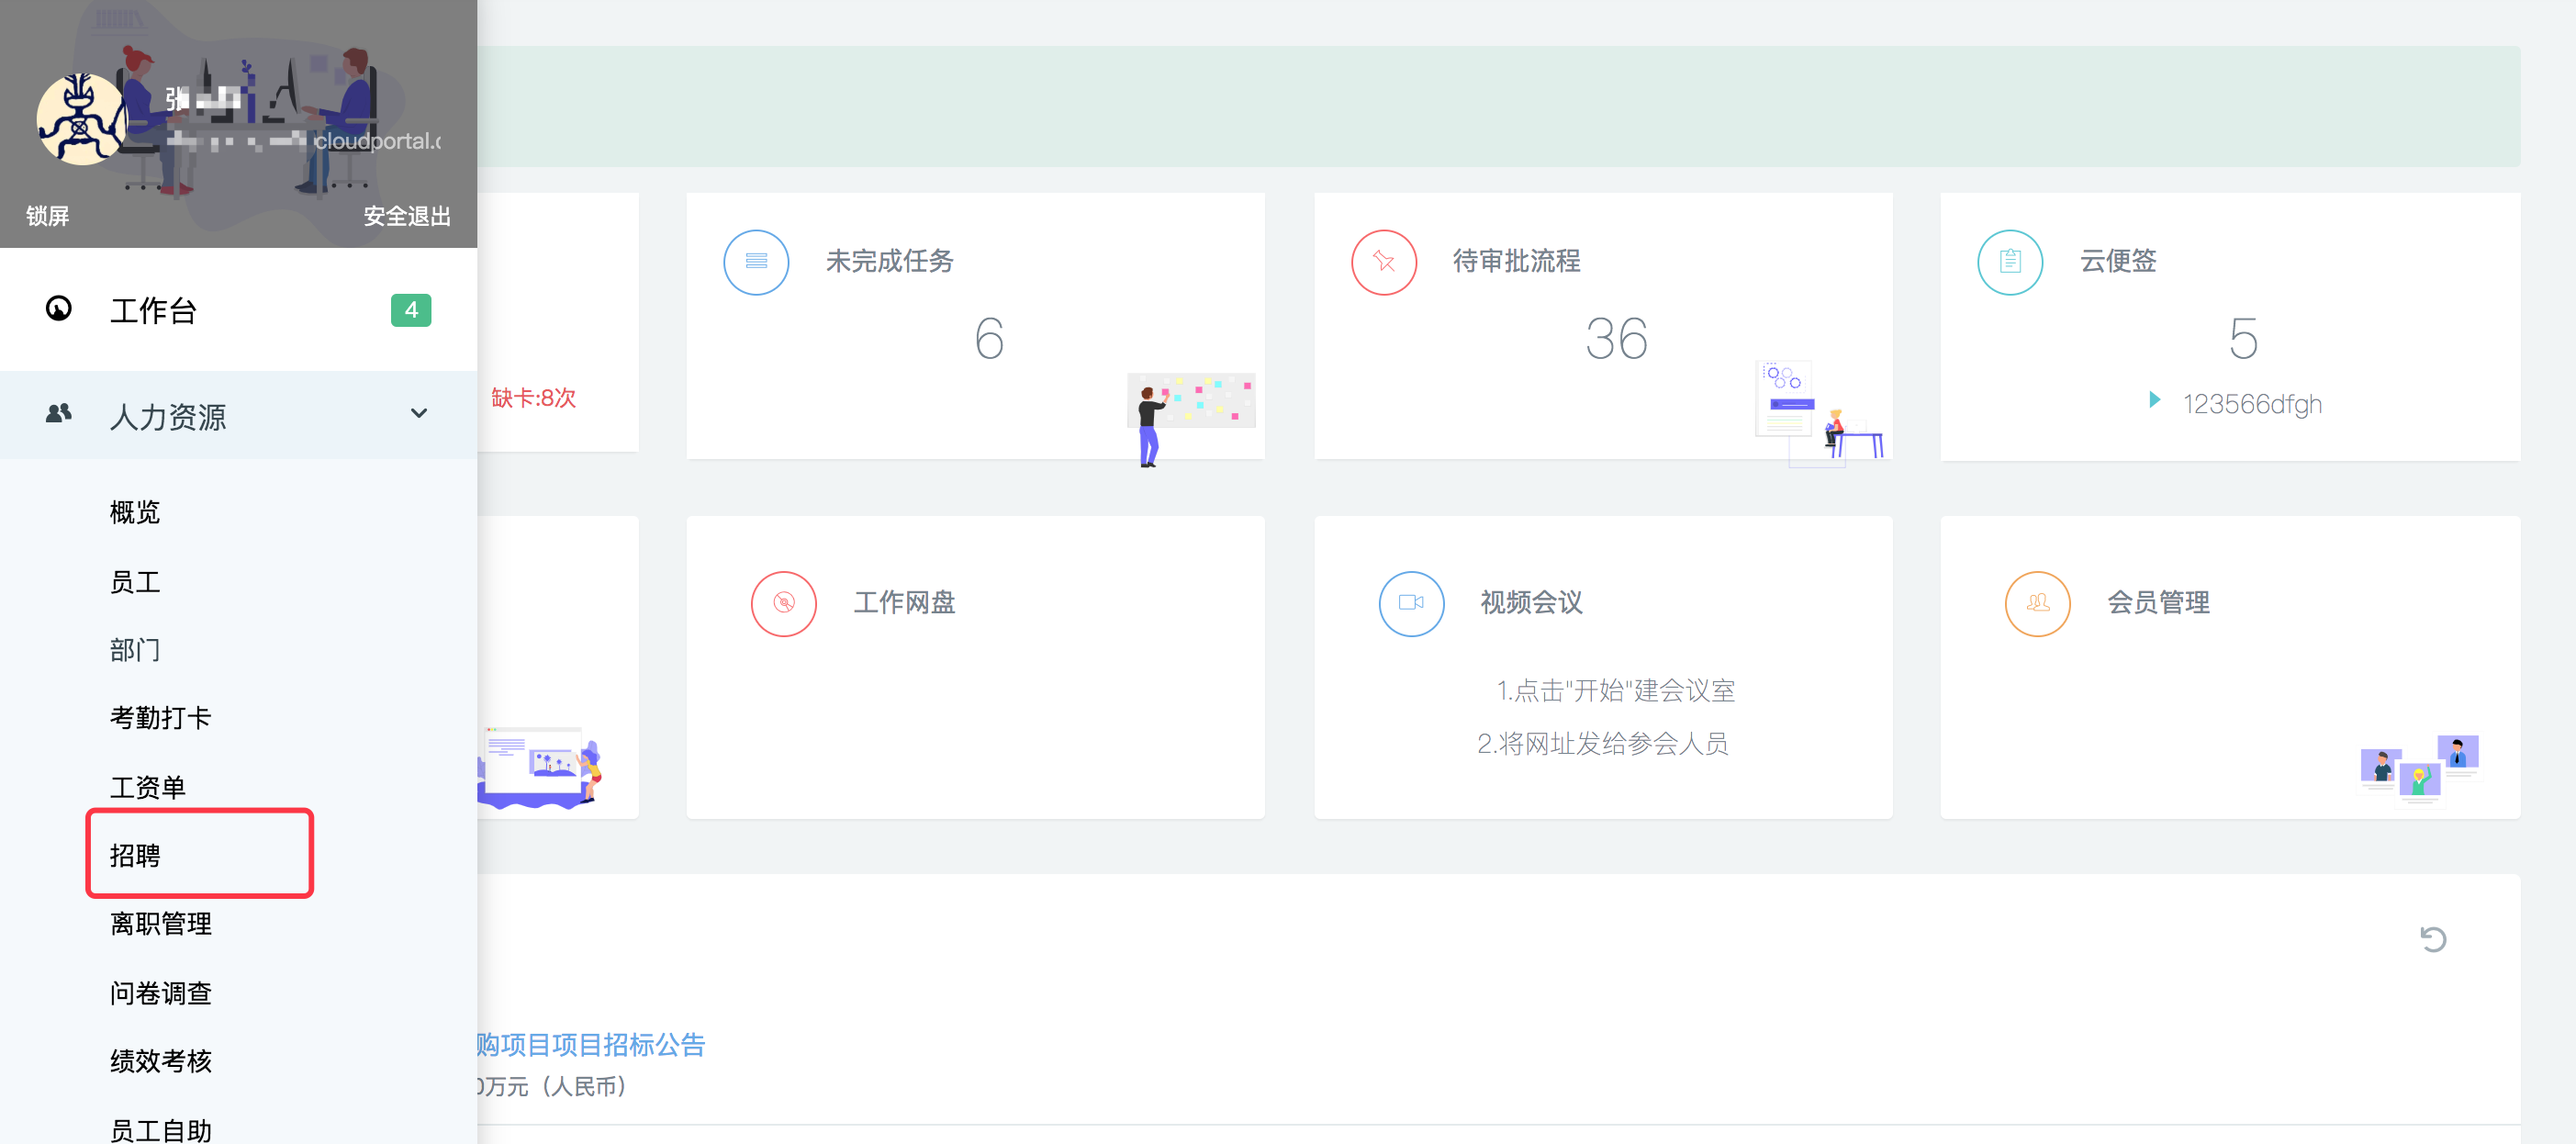 张
cloudportal.c
锁屏
安全退出
工作台
4
人力资源
概览
员工
部门
考勤打卡
工资单
招聘
离职管理
问卷调查
绩效考核
员工自助
缺卡:8次
未完成任务
6
待审批流程
36
云便签
5
123566dfgh
工作网盘
视频会议
1.点击"开始"建会议室
2.将网址发给参会人员
会员管理
购项目项目招标公告
0万元（人民币）